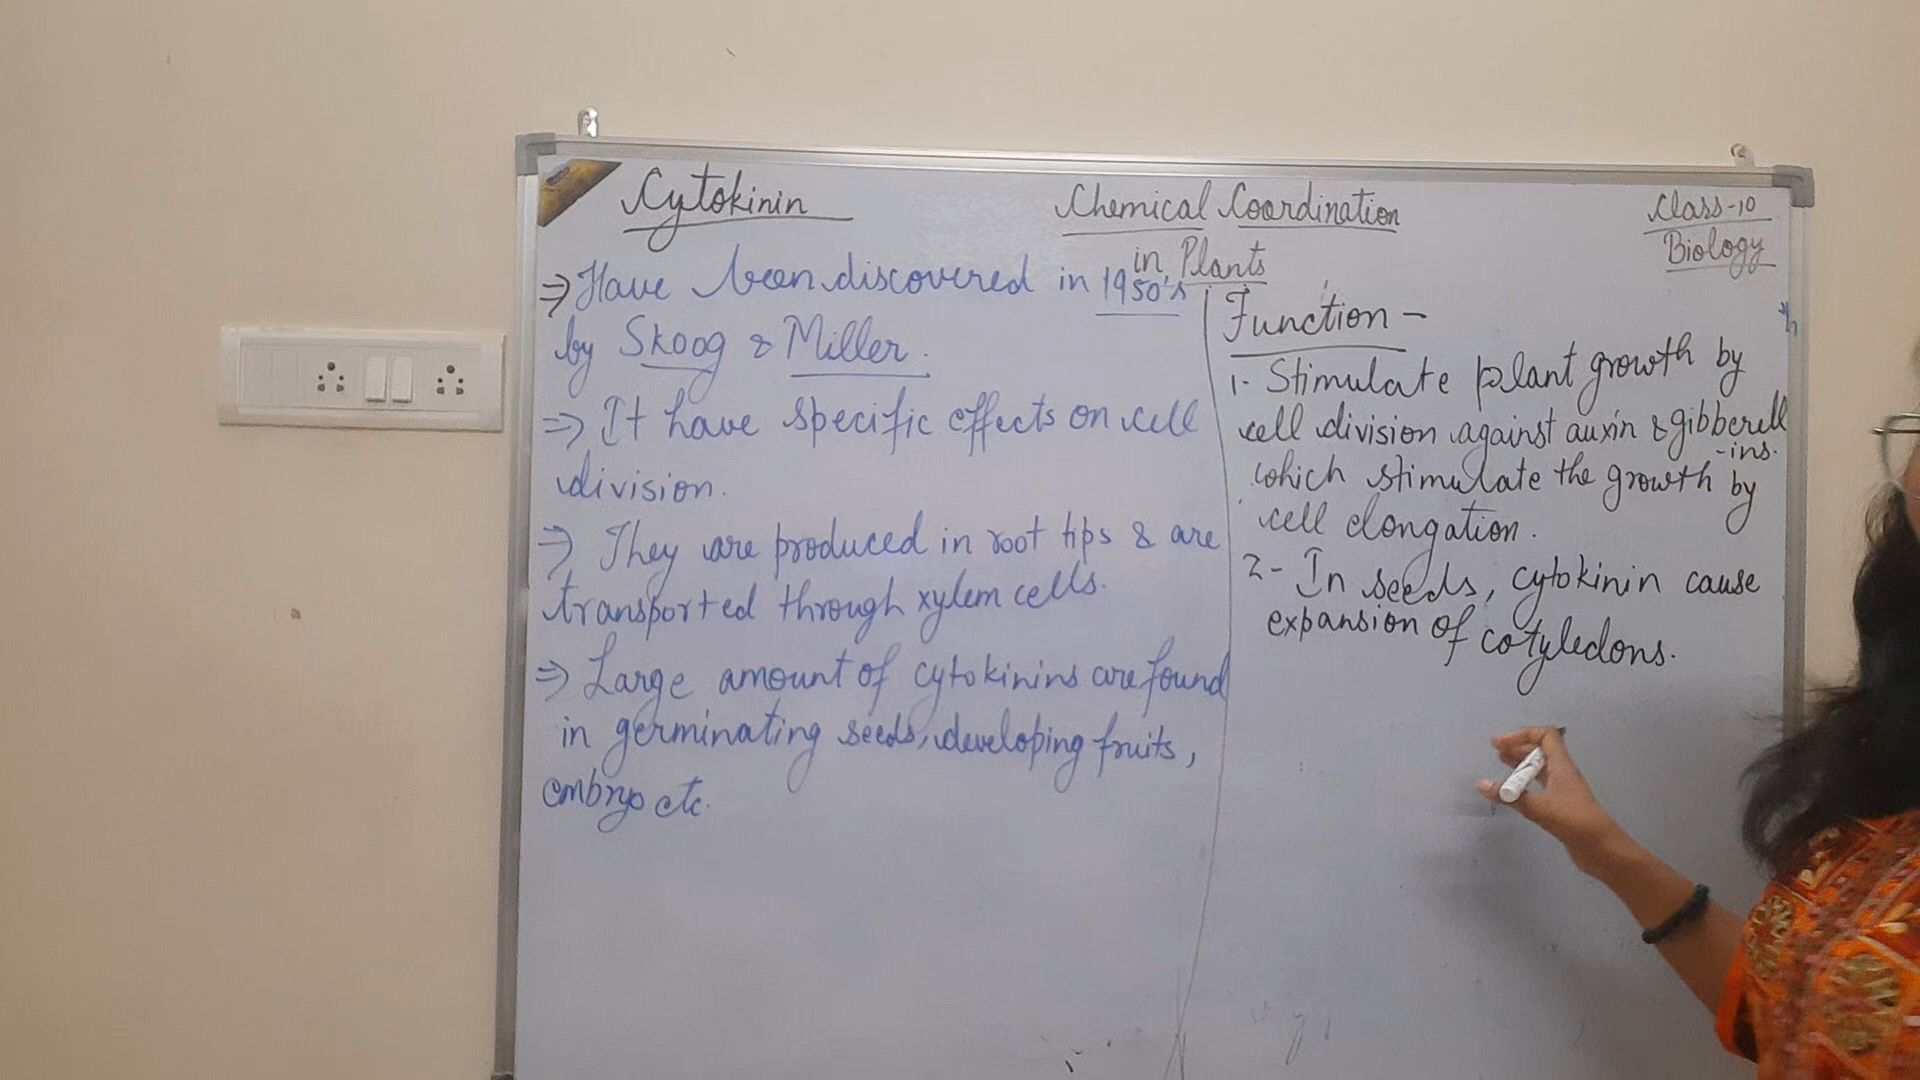 Cytokinin
Chemical Coordination
in Plants
Class-10
Biology
⇒ Have been discovered in 1950's
by Skoog & Miller.
⇒ It have specific effects on cell
division.
⇒ They are produced in root tips & are
transported through xylem cells.
⇒ Large amount of cytokinins are found
in germinating seeds, developing fruits,
embryo etc.
Function -
1. Stimulate plant growth by
cell division against auxin & gibberell
-ins.
which stimulate the growth by
cell elongation.
2- In seeds, cytokinin cause
expansion of cotyledons.